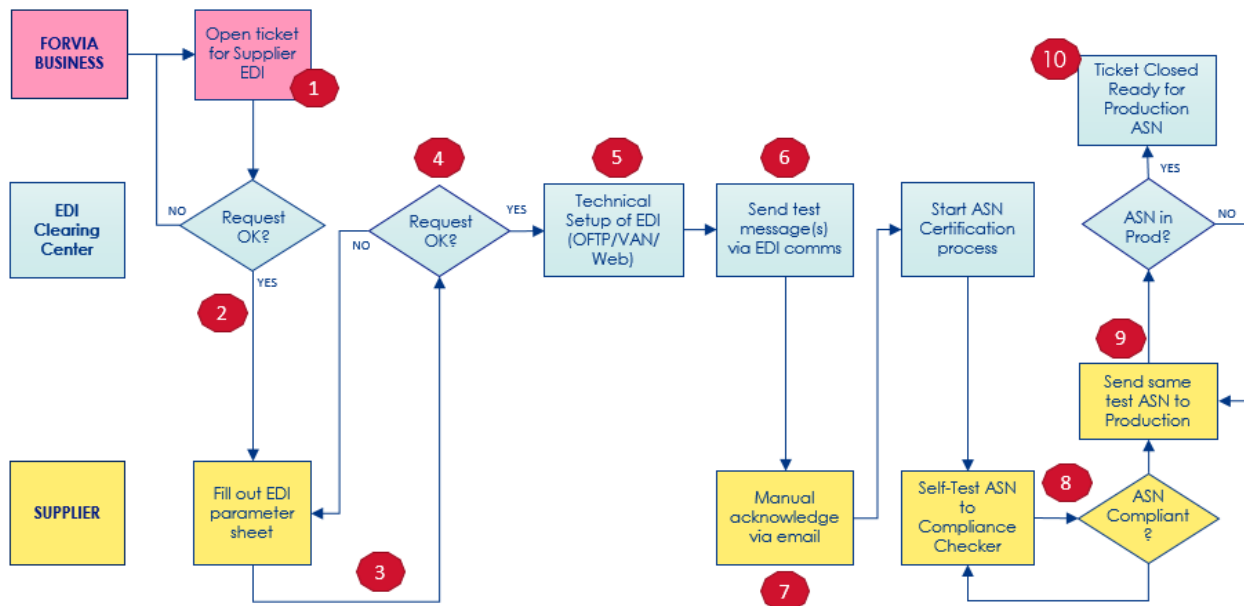 FORVIA
BUSINESS
Open ticket
for Supplier
EDI
1
10
Ticket Closed
Ready for
Production
ASN
4
5
6
YES
EDI
Clearing
Center
NO
Request
OK?
NO
Request
OK?
YES
Technical
Setup of EDI
(OFTP/VAN/
Web)
Send test
message(s)
via EDI comms
Start ASN
Certification
process
ASN in
Prod?
NO
YES
2
9
Send same
test ASN to
Production
SUPPLIER
Fill out EDI
parameter
sheet
Manual
acknowledge
via email
Self-Test ASN
to
Compliance
Checker
8
ASN
Compliant
?
3
7